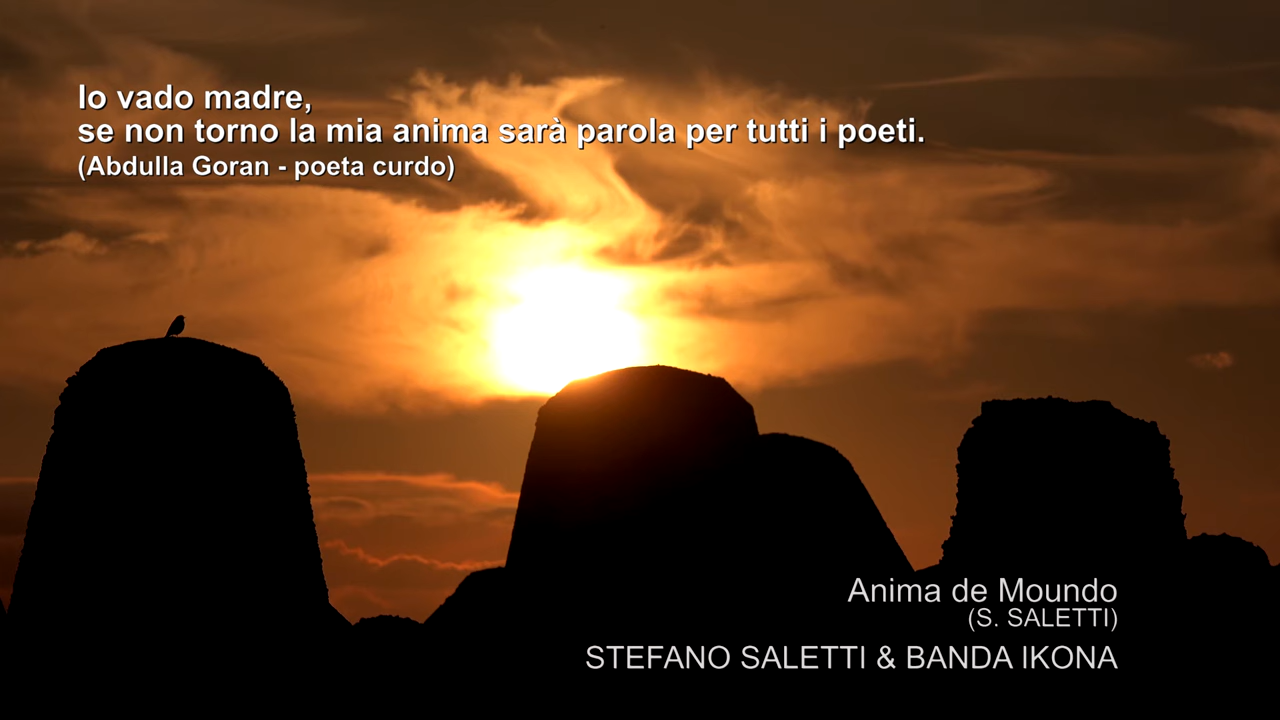 Io vado madre,
se non torno la mia anima sarà parola per tutti i poeti.
(Abdulla Goran - poeta curdo)
Anima de Moundo
(S. SALETTI)
STEFANO SALETTI & BANDA IKONA